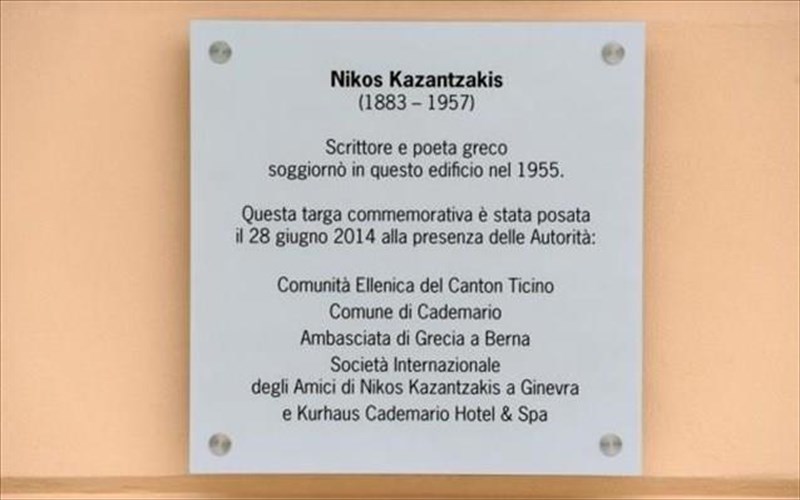 Nikos Kazantzakis
(1883 – 1957)
Scrittore e poeta greco
soggiornò in questo edificio nel 1955.
Questa targa commemorativa è stata posata
il 28 giugno 2014 alla presenza delle Autorità:
Comunità Ellenica del Canton Ticino
Comune di Cademario
Ambasciata di Grecia a Berna
Società Internazionale
degli Amici di Nikos Kazantzakis a Ginevra
e Kurhaus Cademario Hotel & Spa